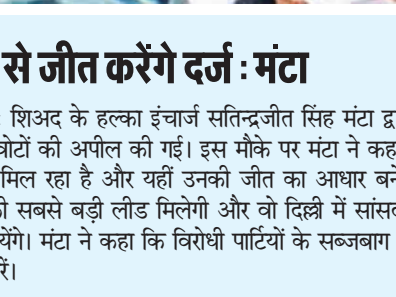 से जीत करेंगे दर्ज : मंटा
शिअद के हल्का इंचार्ज सतिन्द्रजीत सिंह मंटा द्व
वोटों की अपील की गई। इस मौके पर मंटा ने कह
मिल रहा है और यहीं उनकी जीत का आधार बने
सबसे बड़ी लीड मिलेगी और वो दिल्ली में सांसद
येंगे। मंटा ने कहा कि विरोधी पार्टियों के सब्जबाग
रें।